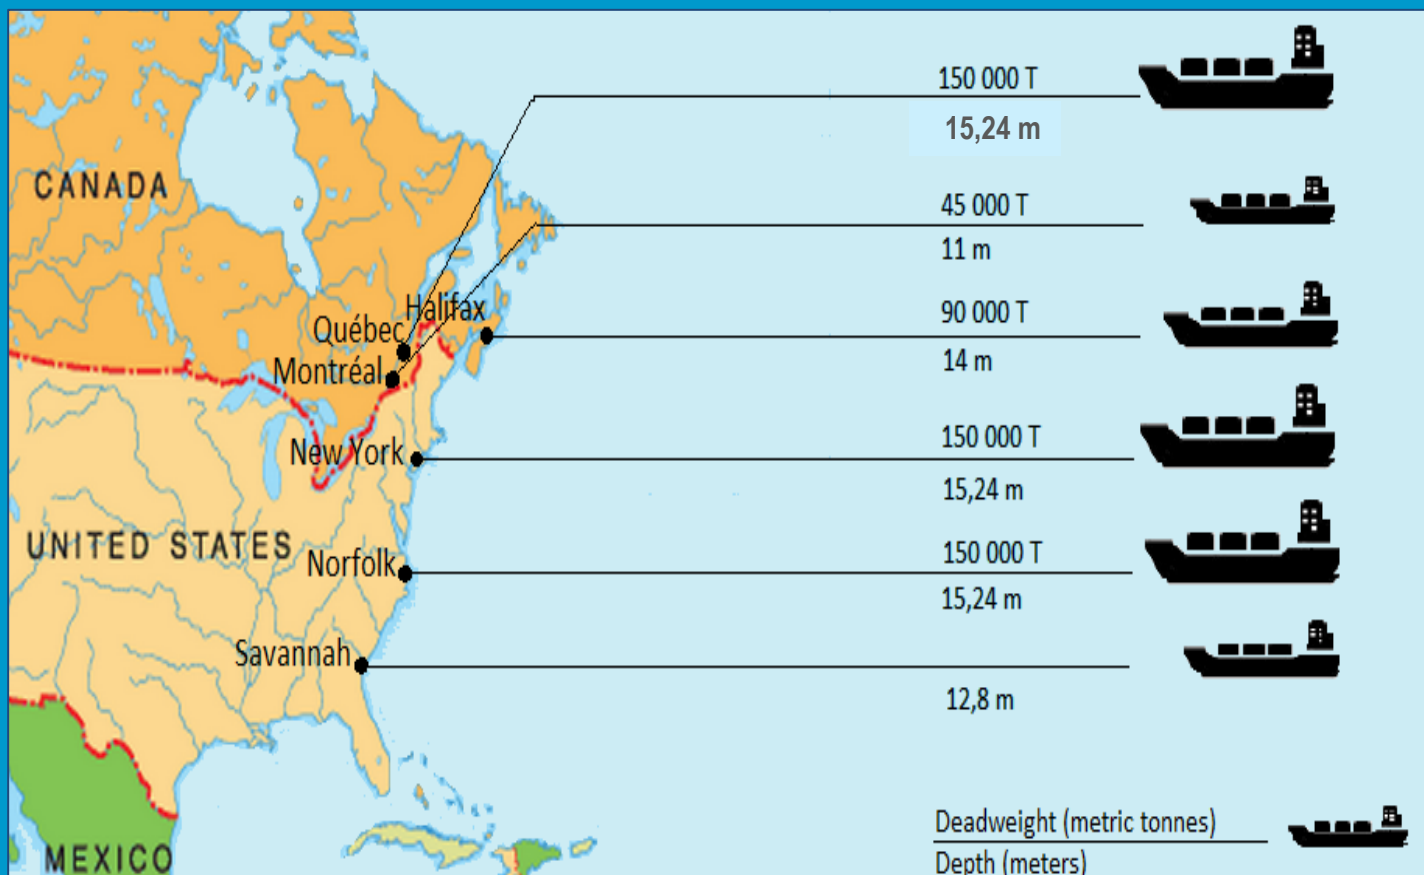 150 000 T
15,24 m
CANADA
45 000 T
11 m
Halifax
90 000 T
Québec
14 m
Montréal
150 000 T
New York
15,24 m
UNITED STATES
150 000 T
Norfolk
15,24 m
Savannah
12,8 m
Deadweight (metric tonnes)
Depth (meters)
MEXICO